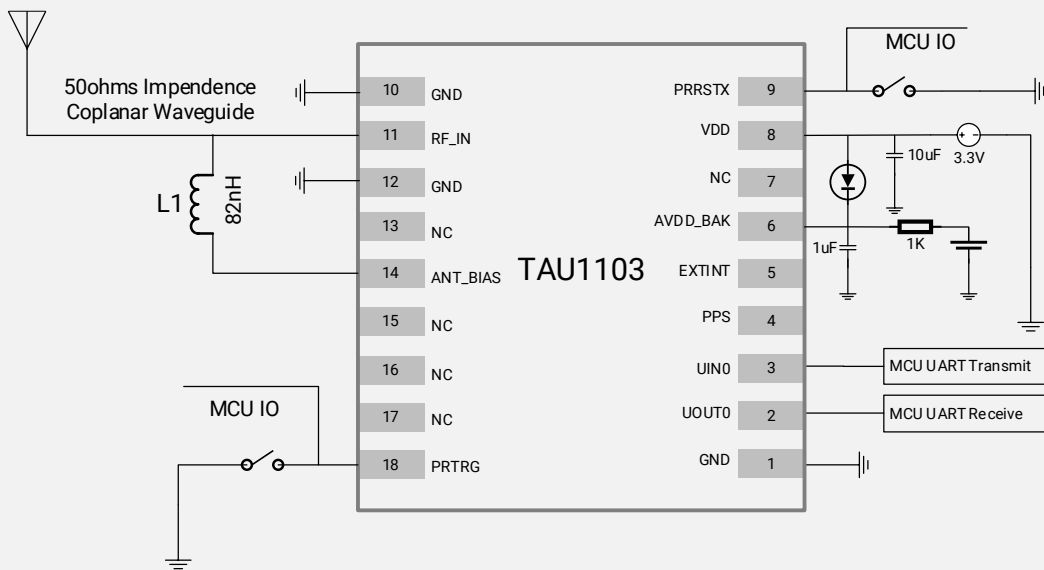 MCU IO
50ohms Impendence
Coplanar Waveguide
10 GND
PRRSTX 9
11 RF_IN
VDD 8
10uF
3.3V
12 GND
NC 7
L1
82nH
13 NC
AVDD_BAK 6
1K
1uF
14 ANT_BIAS
TAU1103
EXTINT 5
15 NC
PPS 4
16 NC
UIN0 3
MCU UART Transmit
MCU IO
17 NC
UOUT0 2
MCU UART Receive
18 PRTRG
GND 1